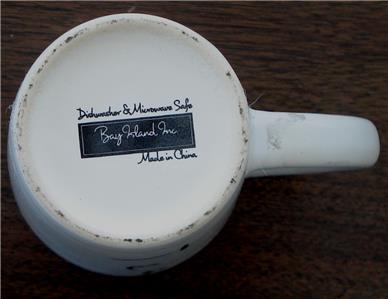 Dishwasher & Microwave Safe
Bay Island Inc.
Made in China